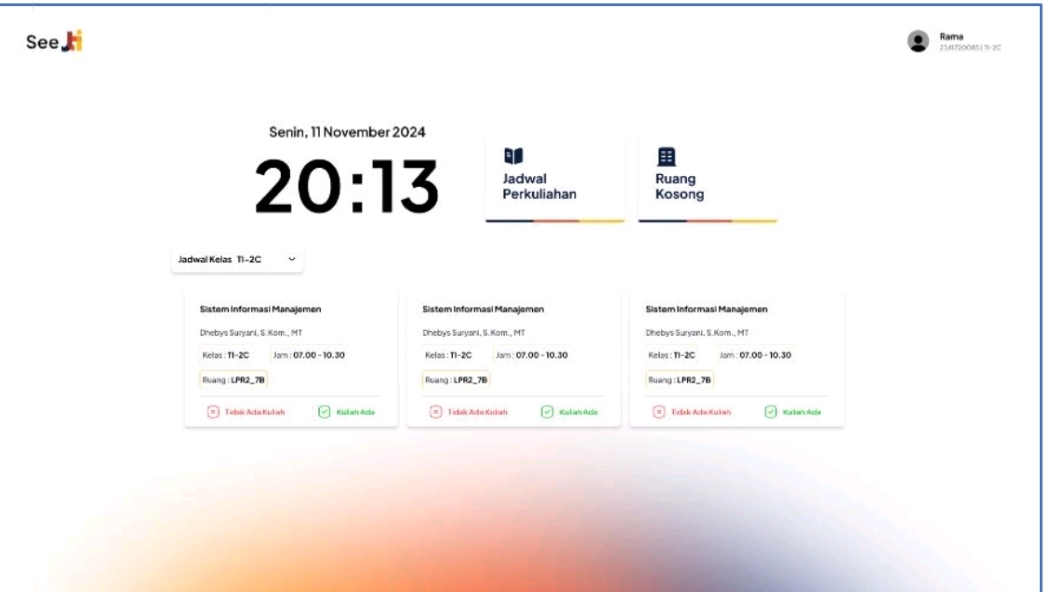 See
Rama
2341720085 | TI-2C
Senin, 11 November 2024
20:13
Jadwal
Perkuliahan
Ruang
Kosong
Jadwal Kelas TI-2C
Sistem Informasi Manajemen
Dhebys Suryani, S. Kom., MT
Kelas : TI-2C Jam : 07.00 - 10.30
Ruang : LPR2_7B
Tidak Ada Kuliah Kuliah Ada
Sistem Informasi Manajemen
Dhebys Suryani, S. Kom., MT
Kelas : TI-2C Jam : 07.00 - 10.30
Ruang : LPR2_7B
Tidak Ada Kuliah Kuliah Ada
Sistem Informasi Manajemen
Dhebys Suryani, S. Kom., MT
Kelas : TI-2C Jam : 07.00 - 10.30
Ruang : LPR2_7B
Tidak Ada Kuliah Kuliah Ada